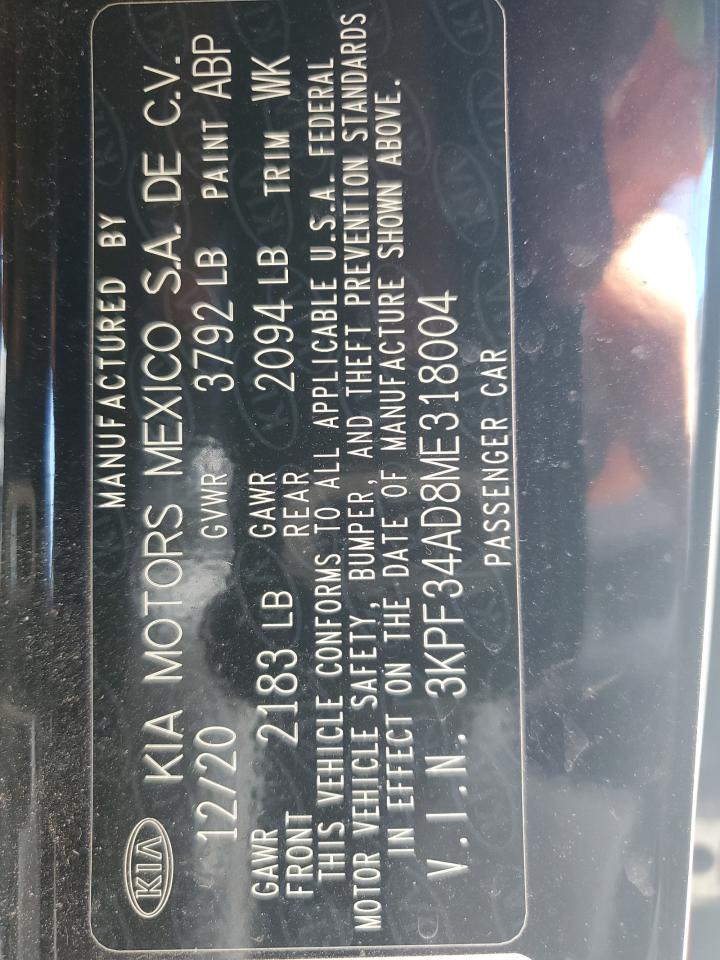 MANUFACTURED BY
KIA KIA MOTORS MEXICO S.A. DE C.V.
12/20 GVWR 3792 LB PAINT ABP
GAWR FRONT 2183 LB GAWR REAR 2094 LB TRIM WK
THIS VEHICLE CONFORMS TO ALL APPLICABLE U.S.A. FEDERAL
MOTOR VEHICLE SAFETY, BUMPER, AND THEFT PREVENTION STANDARDS
IN EFFECT ON THE DATE OF MANUFACTURE SHOWN ABOVE.
V.I.N. 3KPF34AD8ME318004
PASSENGER CAR